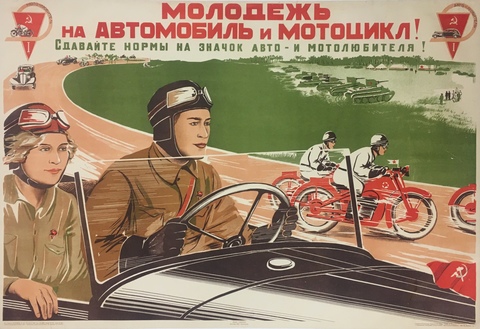 МОЛОДЕЖЬ
НА АВТОМОБИЛЬ И МОТОЦИКЛ!
СДАВАЙТЕ НОРМЫ НА ЗНАЧОК АВТО - И МОТОЛЮБИТЕЛЯ!